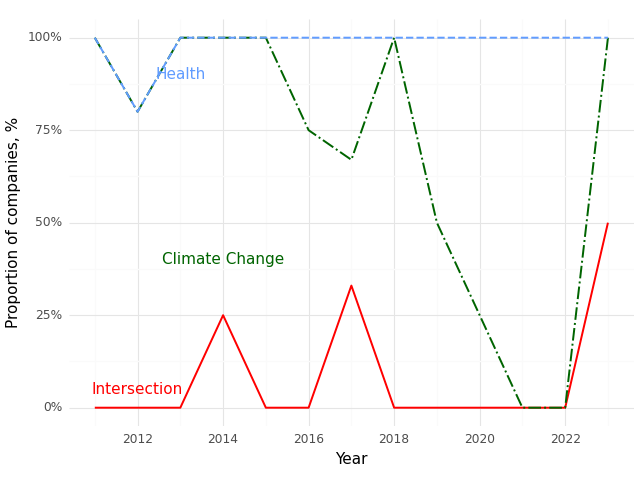 100%
Health
75%
Proportion of companies, %
50%
Climate Change
25%
Intersection
0%
2012 2014 2016 2018 2020 2022
Year